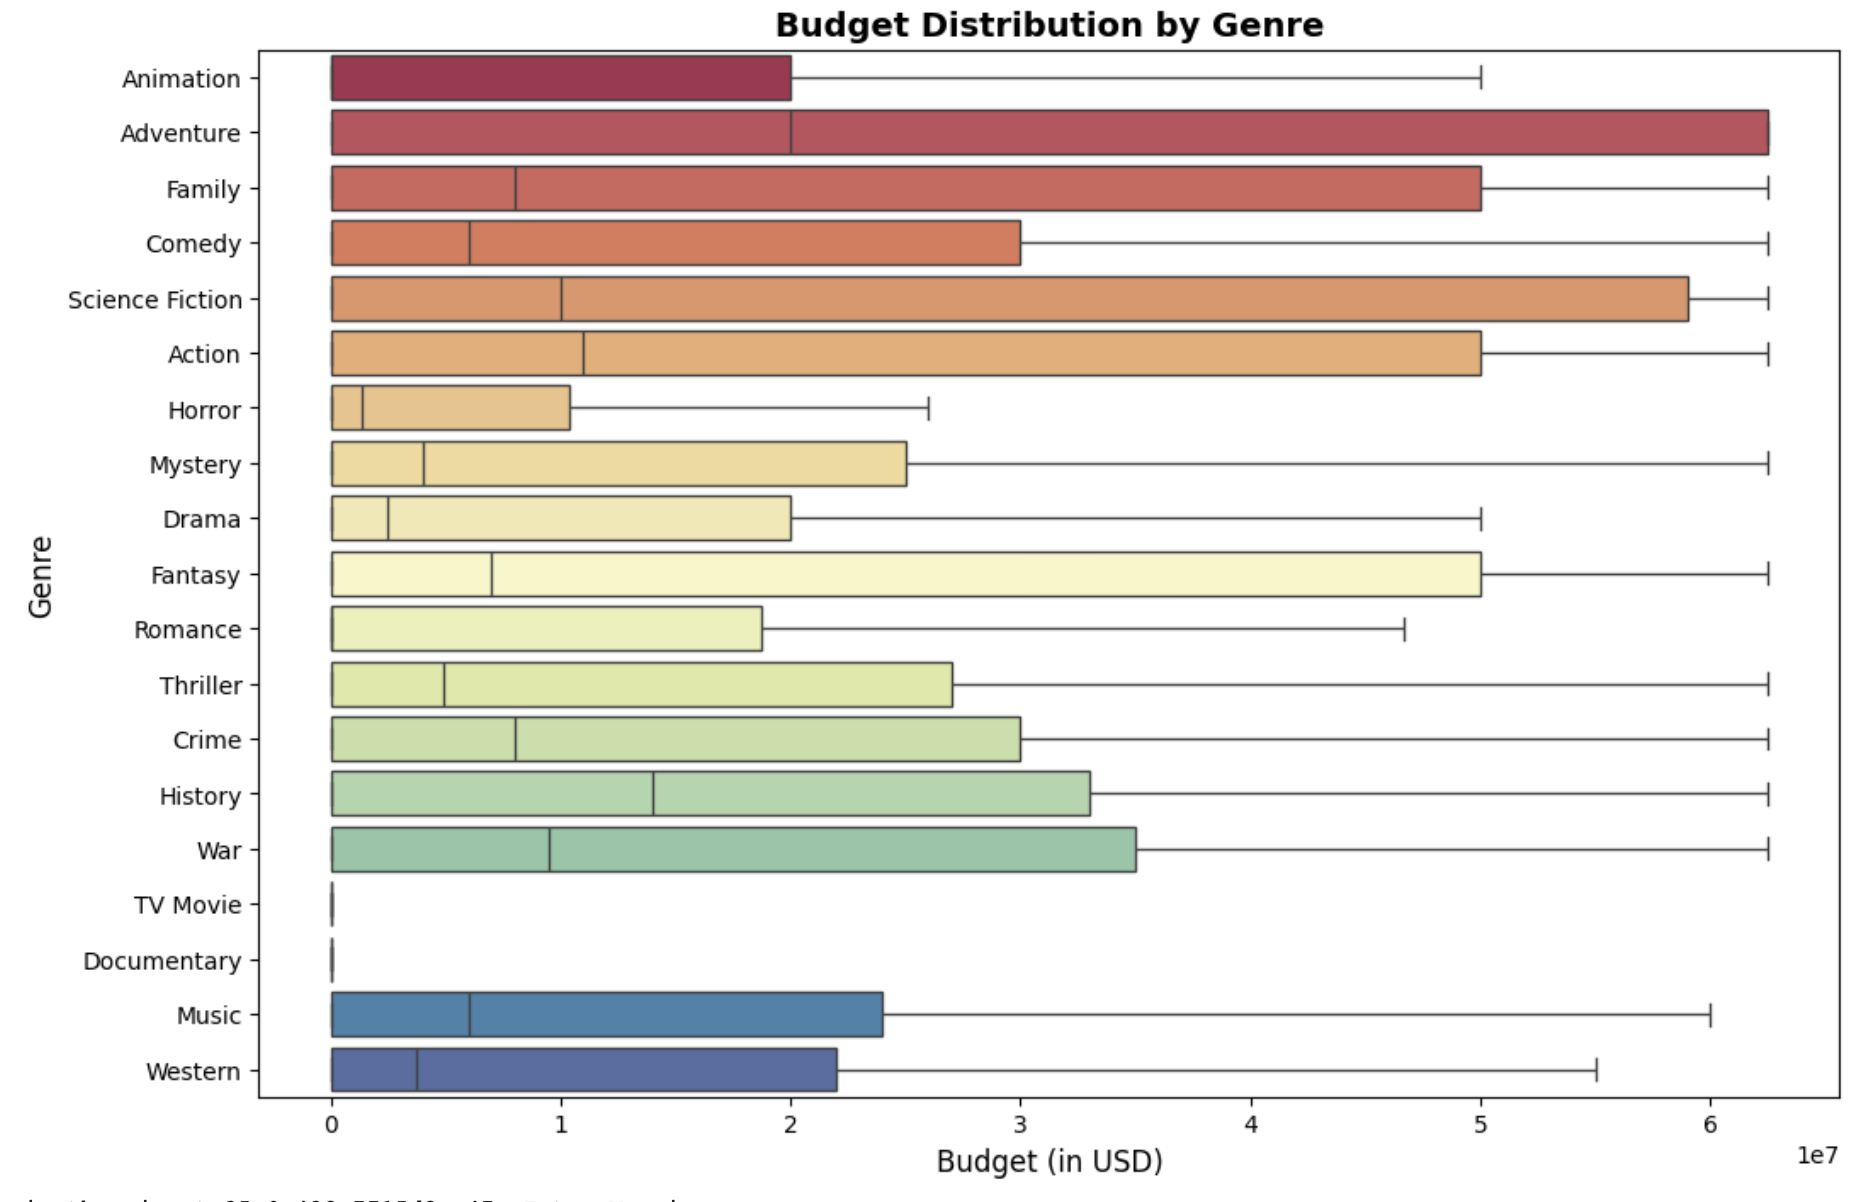 Budget Distribution by Genre
Animation
Adventure
Family
Comedy
Science Fiction
Action
Horror
Mystery
Drama
Fantasy
Romance
Thriller
Crime
History
War
TV Movie
Documentary
Music
Western
Genre
0 1 2 3 4 5 6
1e7
Budget (in USD)